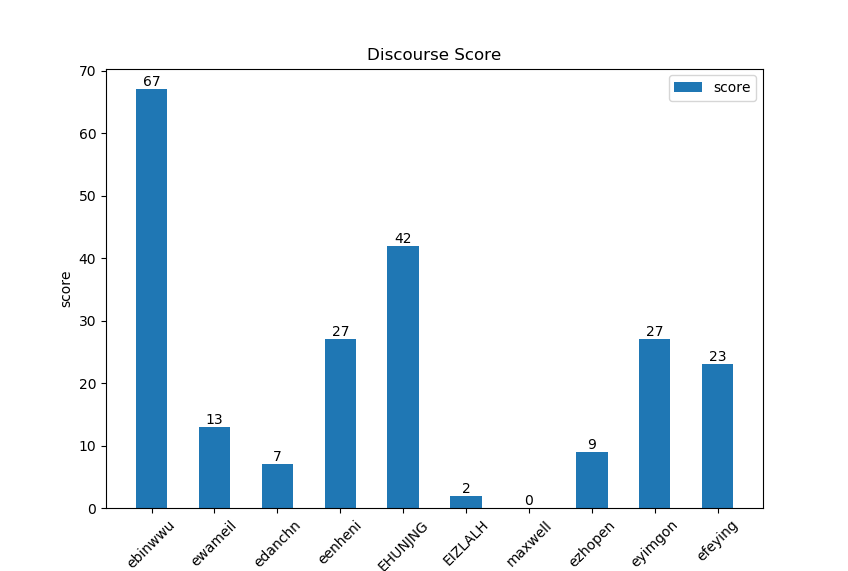 Discourse Score
score
70
60
50
40
30
20
10
0
score
67
13
7
27
42
2
0
9
27
23
ebinwwu
ewameil
edanchn
eenheni
EHUNJNG
EIZLALH
maxwell
ezhopen
eyimgon
efeying